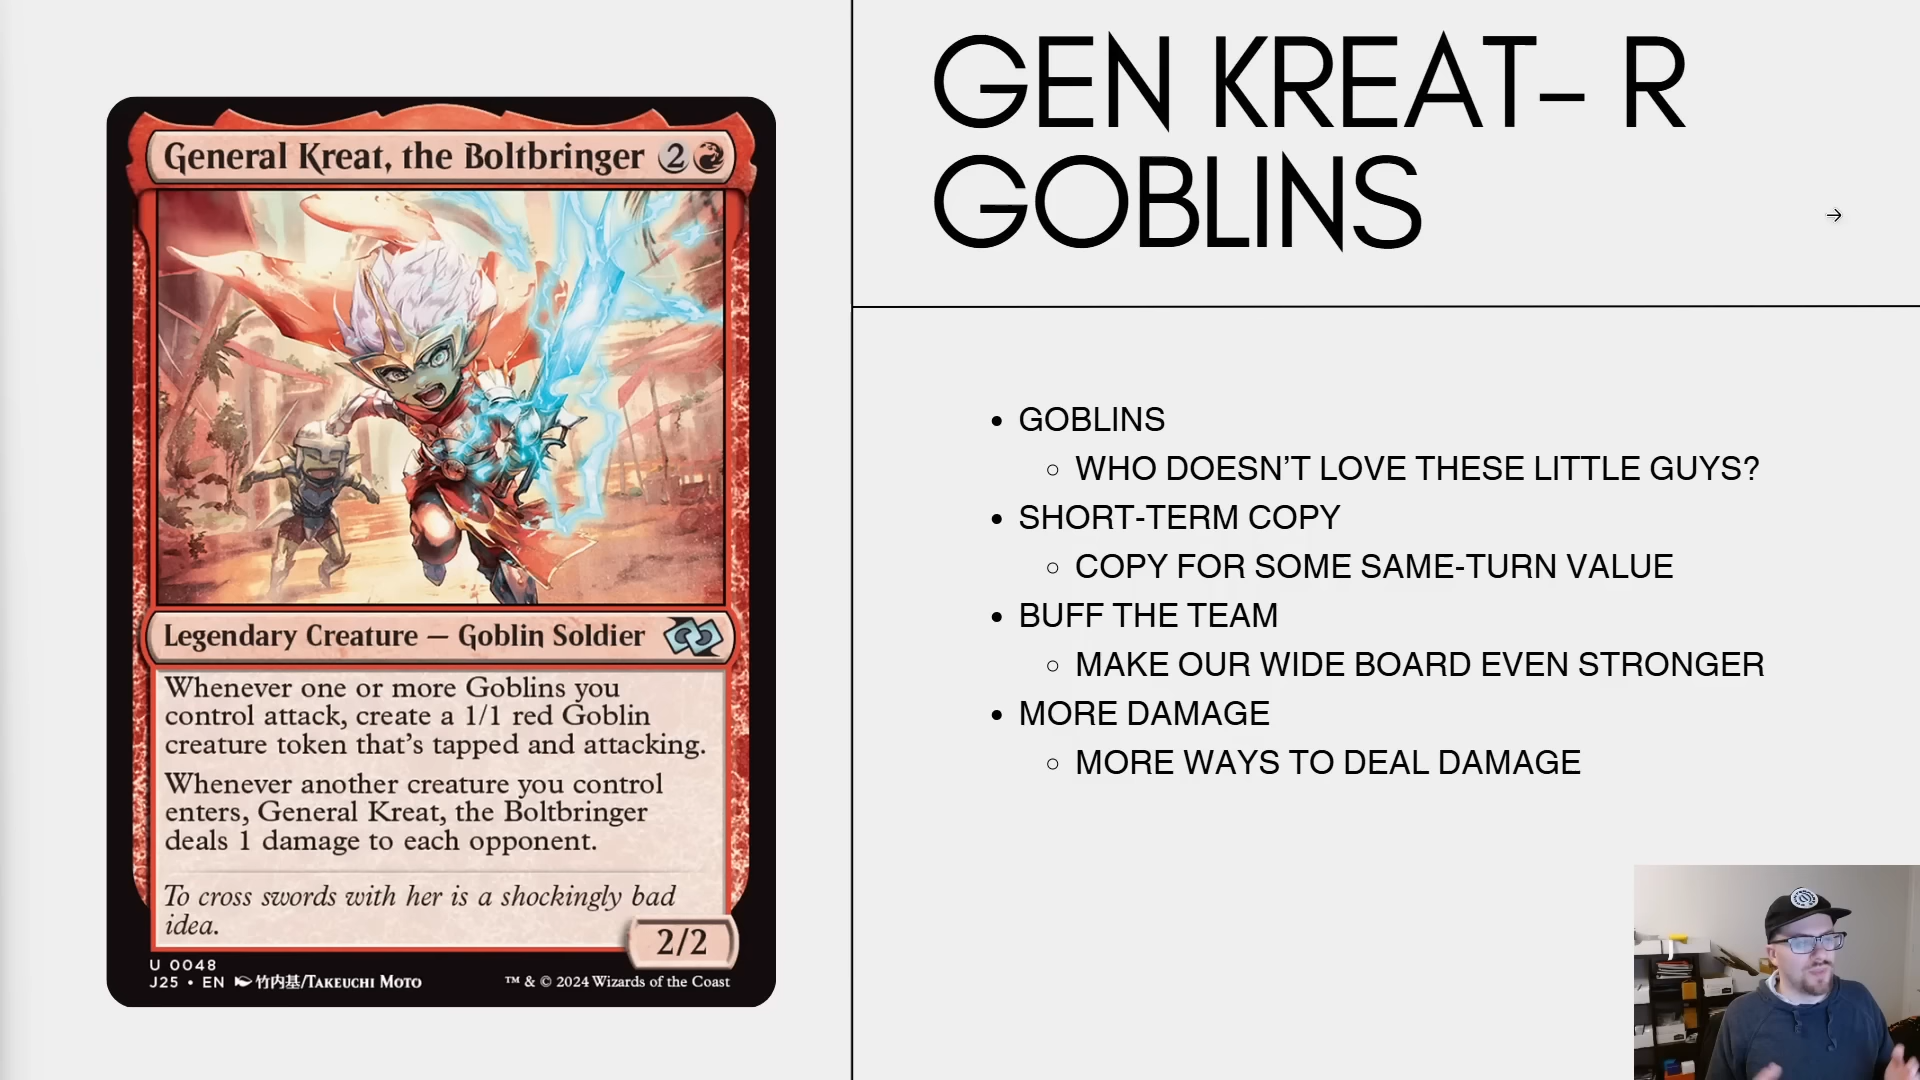 General Kreat, the Boltbringer 2
Legendary Creature — Goblin Soldier
Whenever one or more Goblins you
control attack, create a 1/1 red Goblin
creature token that's tapped and attacking.
Whenever another creature you control
enters, General Kreat, the Boltbringer
deals 1 damage to each opponent.
To cross swords with her is a shockingly bad
idea.
2/2
U 0048
J25 • EN 竹内基/TAKEUCHI MOTO
™ & © 2024 Wizards of the Coast
GEN KREAT– R
GOBLINS
→
• GOBLINS
○ WHO DOESN'T LOVE THESE LITTLE GUYS?
• SHORT-TERM COPY
○ COPY FOR SOME SAME-TURN VALUE
• BUFF THE TEAM
○ MAKE OUR WIDE BOARD EVEN STRONGER
• MORE DAMAGE
○ MORE WAYS TO DEAL DAMAGE